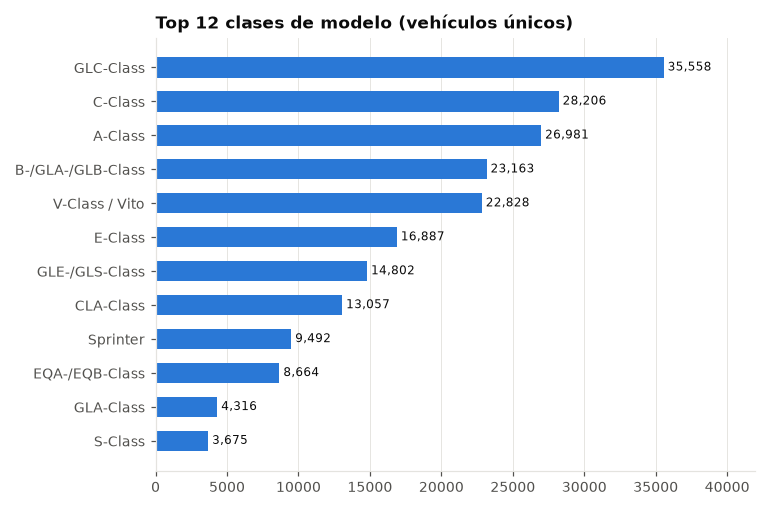 Top 12 clases de modelo (vehículos únicos)
GLC-Class 35,558
C-Class 28,206
A-Class 26,981
B-/GLA-/GLB-Class 23,163
V-Class / Vito 22,828
E-Class 16,887
GLE-/GLS-Class 14,802
CLA-Class 13,057
Sprinter 9,492
EQA-/EQB-Class 8,664
GLA-Class 4,316
S-Class 3,675
0 5000 10000 15000 20000 25000 30000 35000 40000